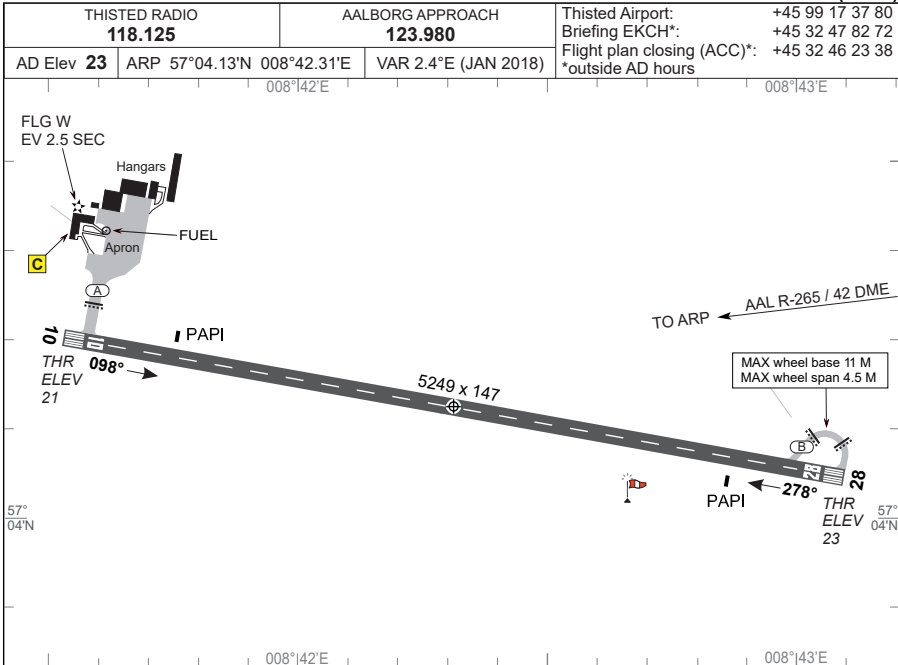 THISTED RADIO
118.125
AALBORG APPROACH
123.980
Thisted Airport: +45 99 17 37 80
Briefing EKCH*: +45 32 47 82 72
Flight plan closing (ACC)*: +45 32 46 23 38
*outside AD hours
AD Elev 23
ARP 57°04.13'N 008°42.31'E
VAR 2.4°E (JAN 2018)
008°42'E
008°43'E
FLG W
EV 2.5 SEC
Hangars
FUEL
Apron
C
A
TO ARP
AAL R-265 / 42 DME
10
PAPI
THR
ELEV
21
098°
MAX wheel base 11 M
MAX wheel span 4.5 M
5249 x 147
B
28
28
278°
PAPI
THR
ELEV
23
57°
04'N
57°
04'N
008°42'E
008°43'E